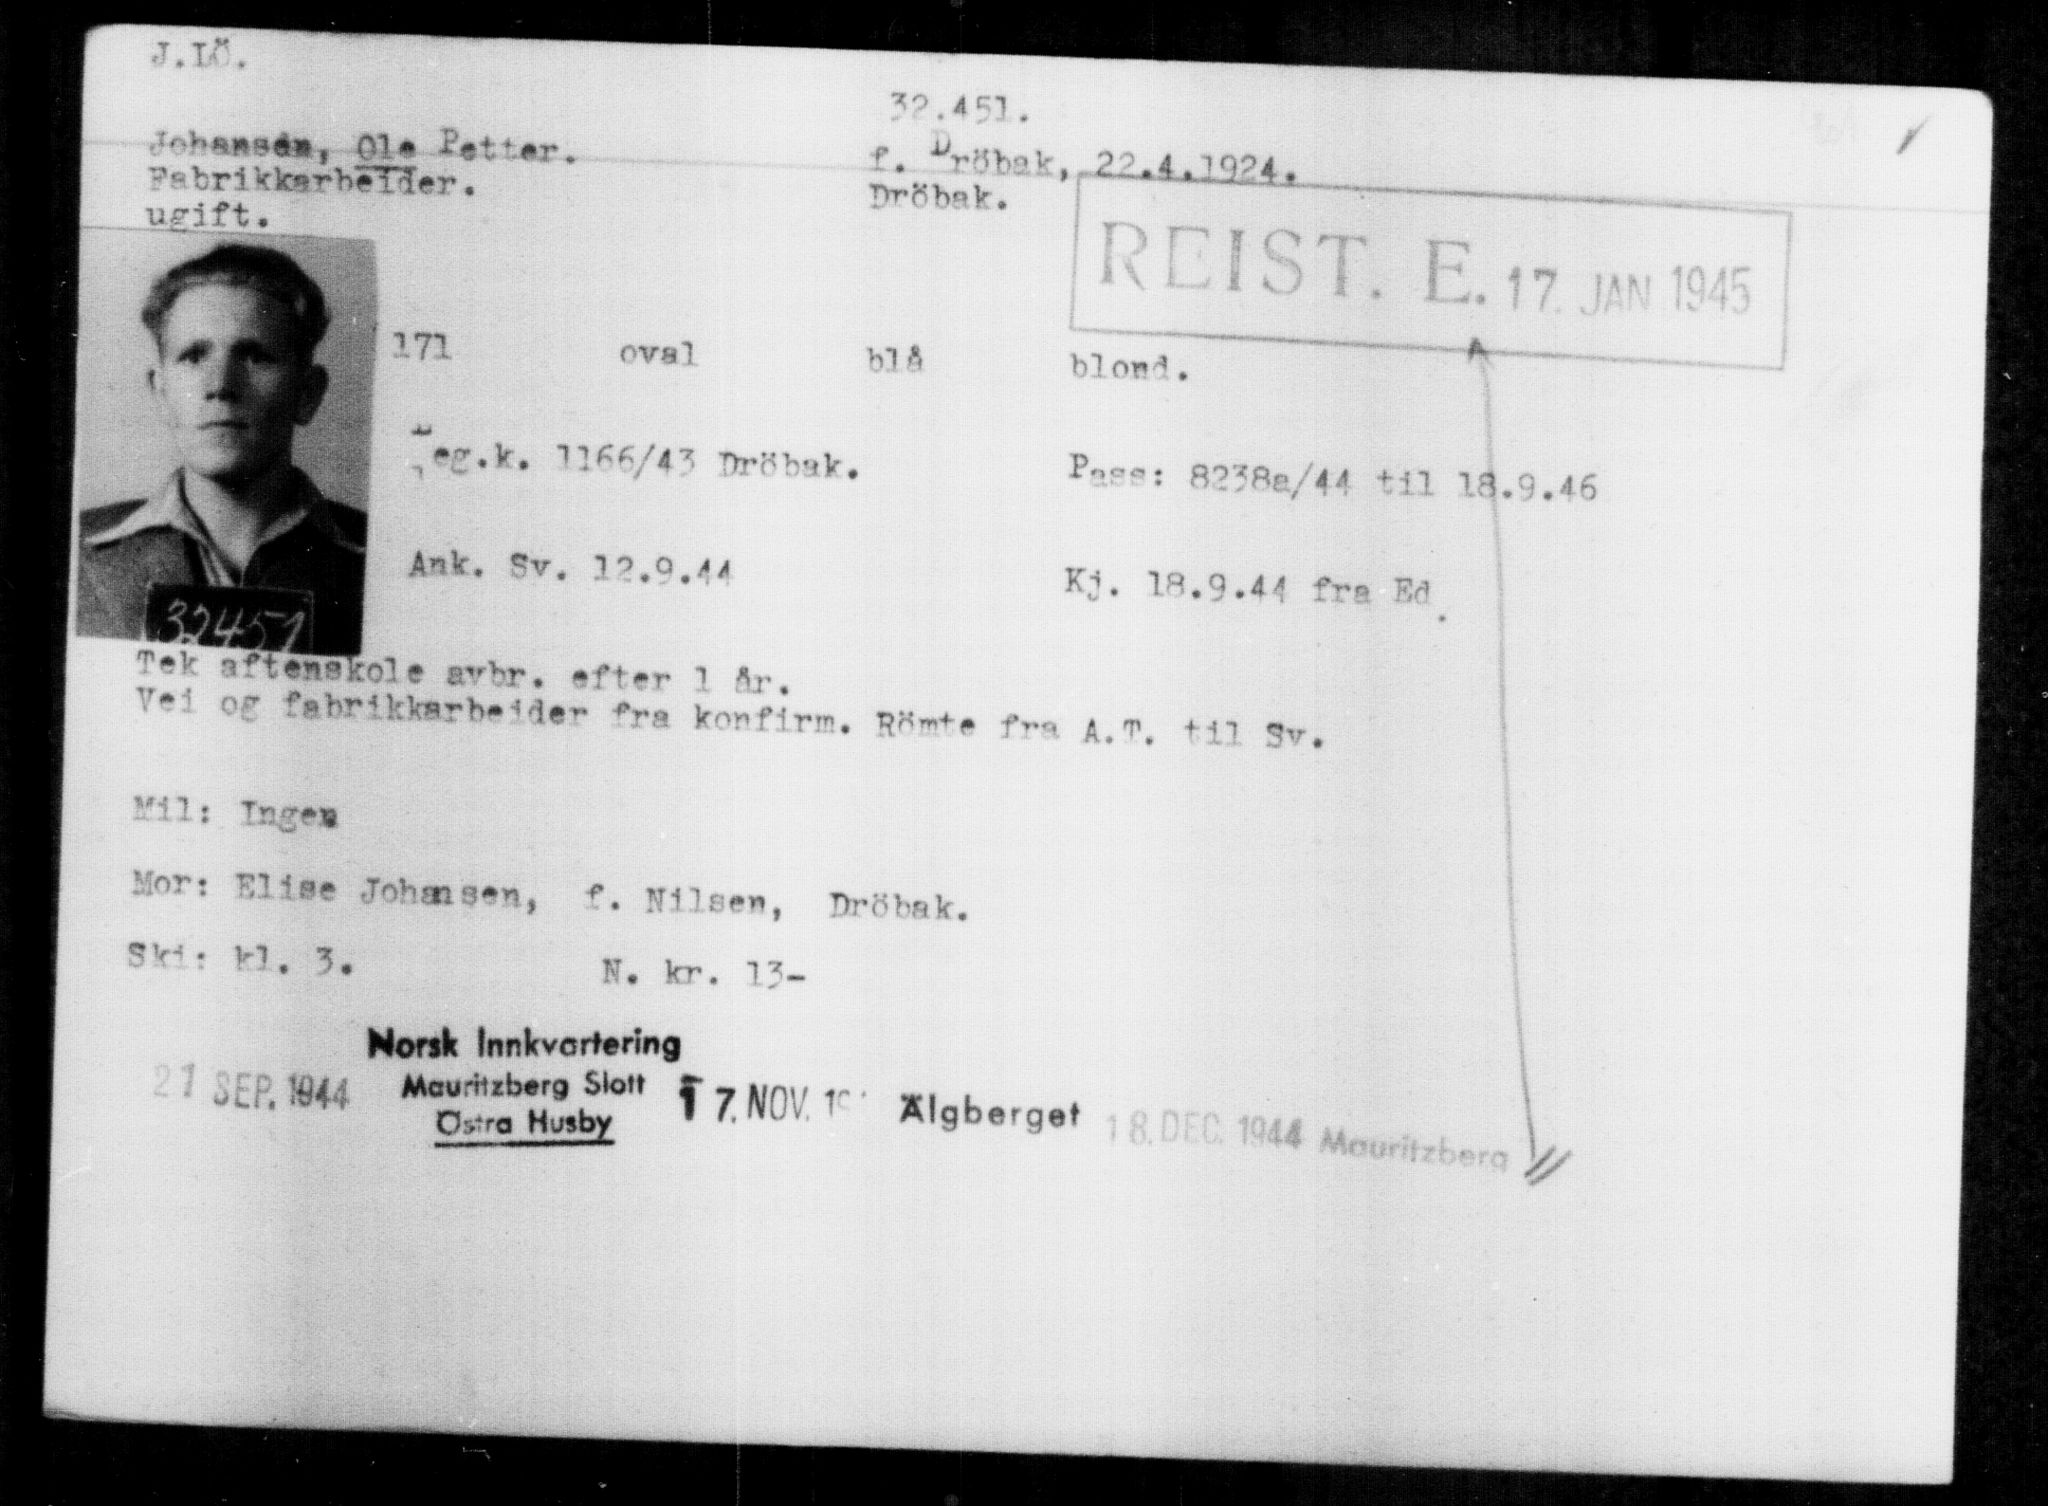 J.LÖ.
32.451.
Johansen, Ole Petter.
f. Dröbak, 22.4.1924.
Fabrikkarbeider.
Dröbak.
ugift.
REIST. E. 17. JAN 1945
171 oval blå blond.
Leg.k. 1166/43 Dröbak. Pass: 8238a/44 til 18.9.46
Ank. Sv. 12.9.44 Kj. 18.9.44 fra Ed.
32451
Tek aftenskole avbr. efter 1 år.
Vei og fabrikkarbeider fra konfirm. Römte fra A.T. til Sv.
Mil: Ingen
Mor: Elise Johansen, f. Nilsen, Dröbak.
Ski: kl. 3. N. kr. 13-
Norsk Innkvartering
21 SEP. 1944 Mauritzberg Slott 17. NOV. Älgberget 18. DEC. 1944 Mauritzberg
Östra Husby